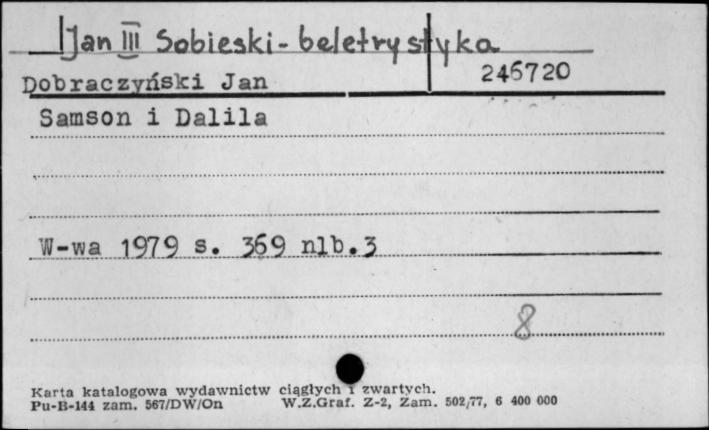 Jan III Sobieski - beletrystyka
Dobraczyński Jan 246720
Samson i Dalila
W-wa 1979 s. 369 nlb.3
8
Karta katalogowa wydawnictw ciągłych i zwartych.
Pu-B-144 zam. 567/DW/On W.Z.Graf. Z-2, Zam. 502/77, 6 400 000